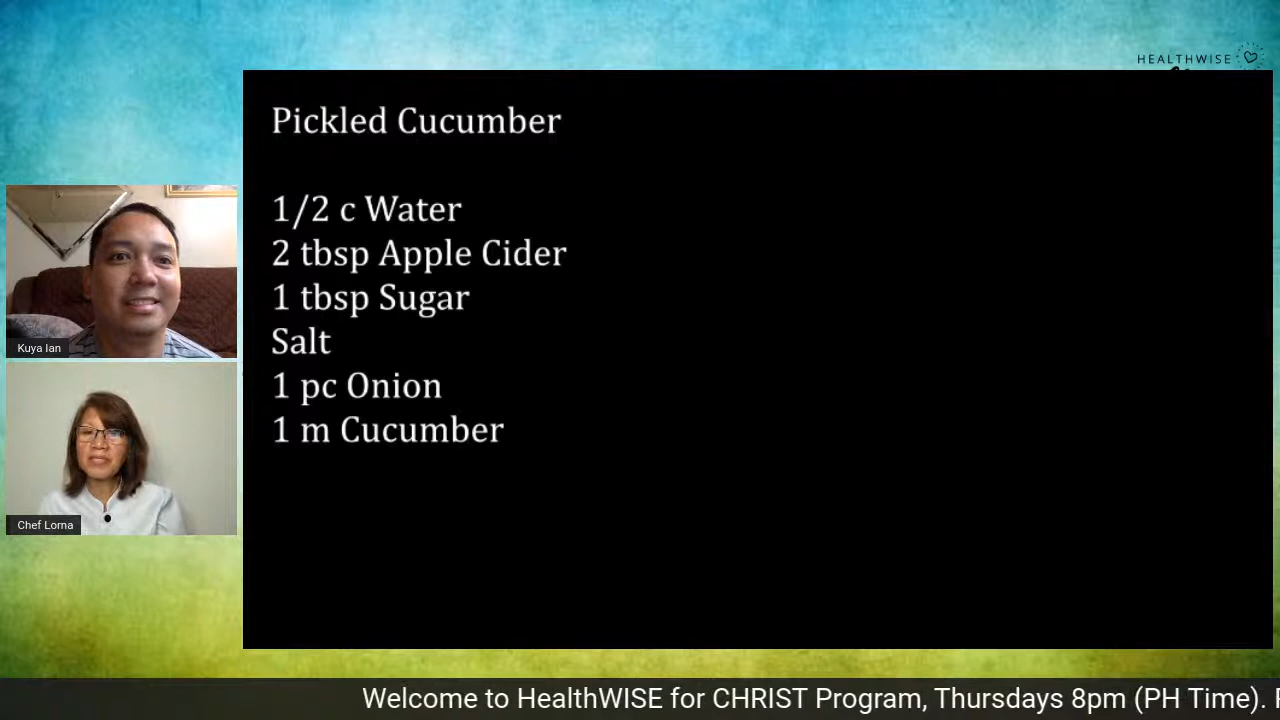 HEALTHWISE
Pickled Cucumber
1/2 c Water
2 tbsp Apple Cider
1 tbsp Sugar
Salt
1 pc Onion
1 m Cucumber
Kuya Ian
Chef Lorna
Welcome to HealthWISE for CHRIST Program, Thursdays 8pm (PH Time).